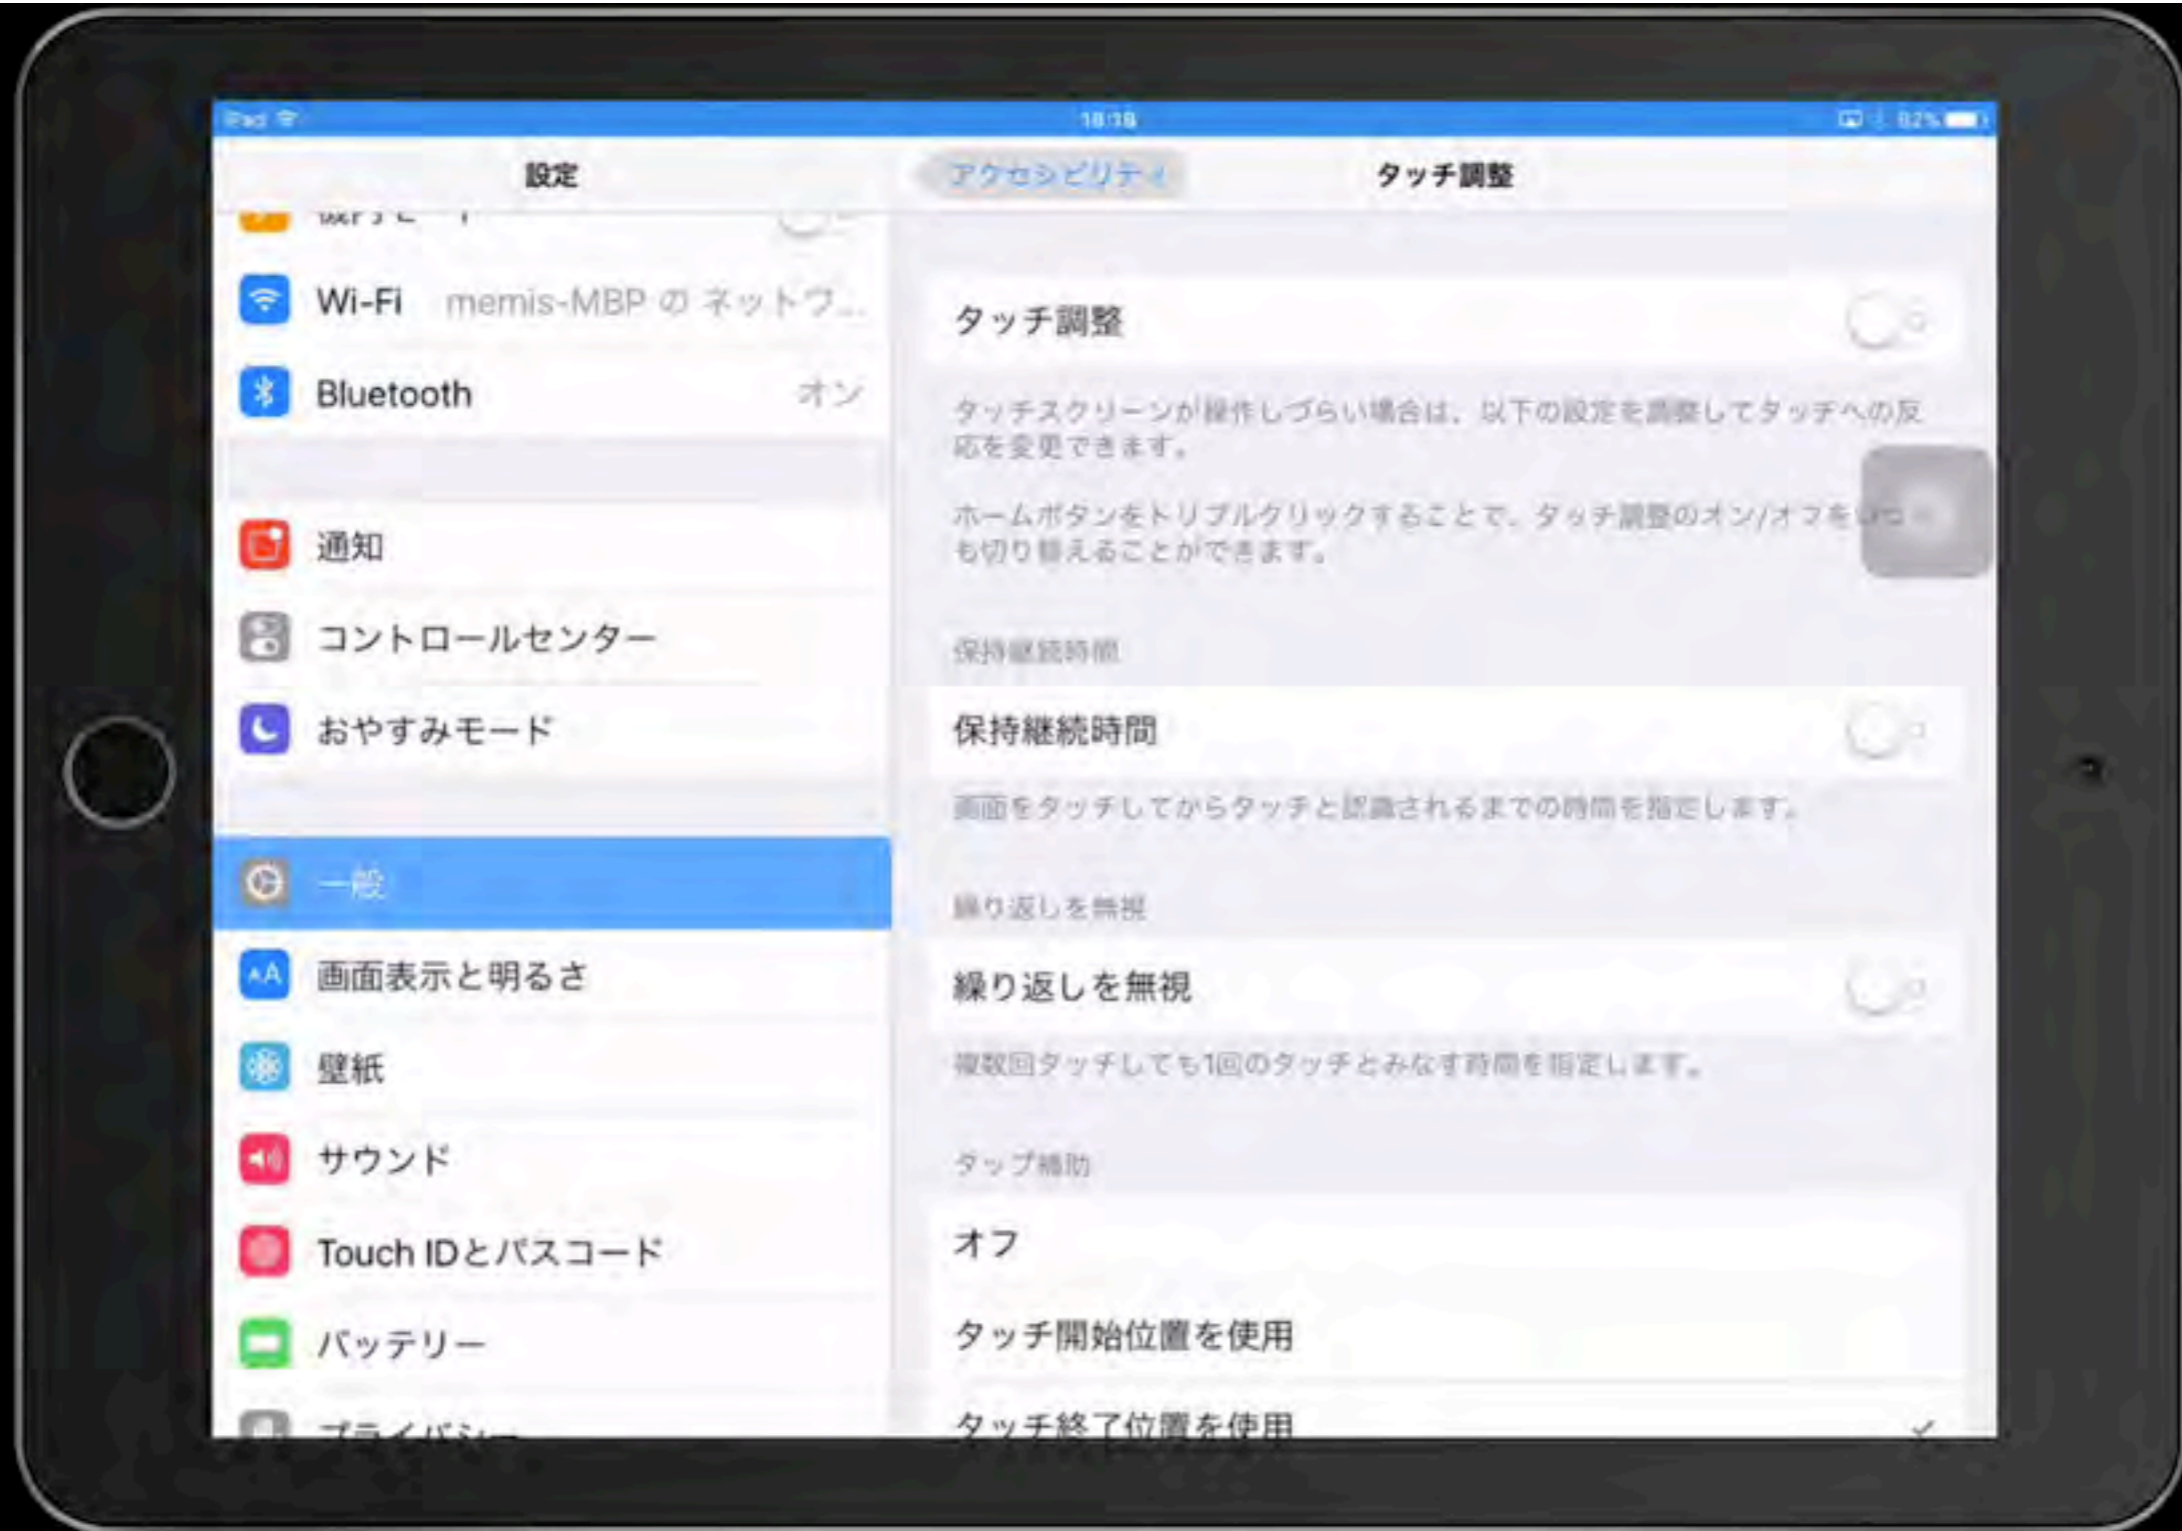 iPad
18:18
82%
設定
アクセシビリティ
タッチ調整
Wi-Fi memis-MBP の ネットワ...
Bluetooth オン
通知
コントロールセンター
おやすみモード
一般
画面表示と明るさ
壁紙
サウンド
Touch IDとパスコード
バッテリー
プライバシー
タッチ調整
タッチスクリーンが操作しづらい場合は、以下の設定を調整してタッチへの反
応を変更できます。
ホームボタンをトリプルクリックすることで、タッチ調整のオン/オフをいつ
も切り替えることができます。
保持継続時間
保持継続時間
画面をタッチしてからタッチと認識されるまでの時間を指定します。
繰り返しを無視
繰り返しを無視
複数回タッチしても1回のタッチとみなす時間を指定します。
タップ補助
オフ
タッチ開始位置を使用
タッチ終了位置を使用